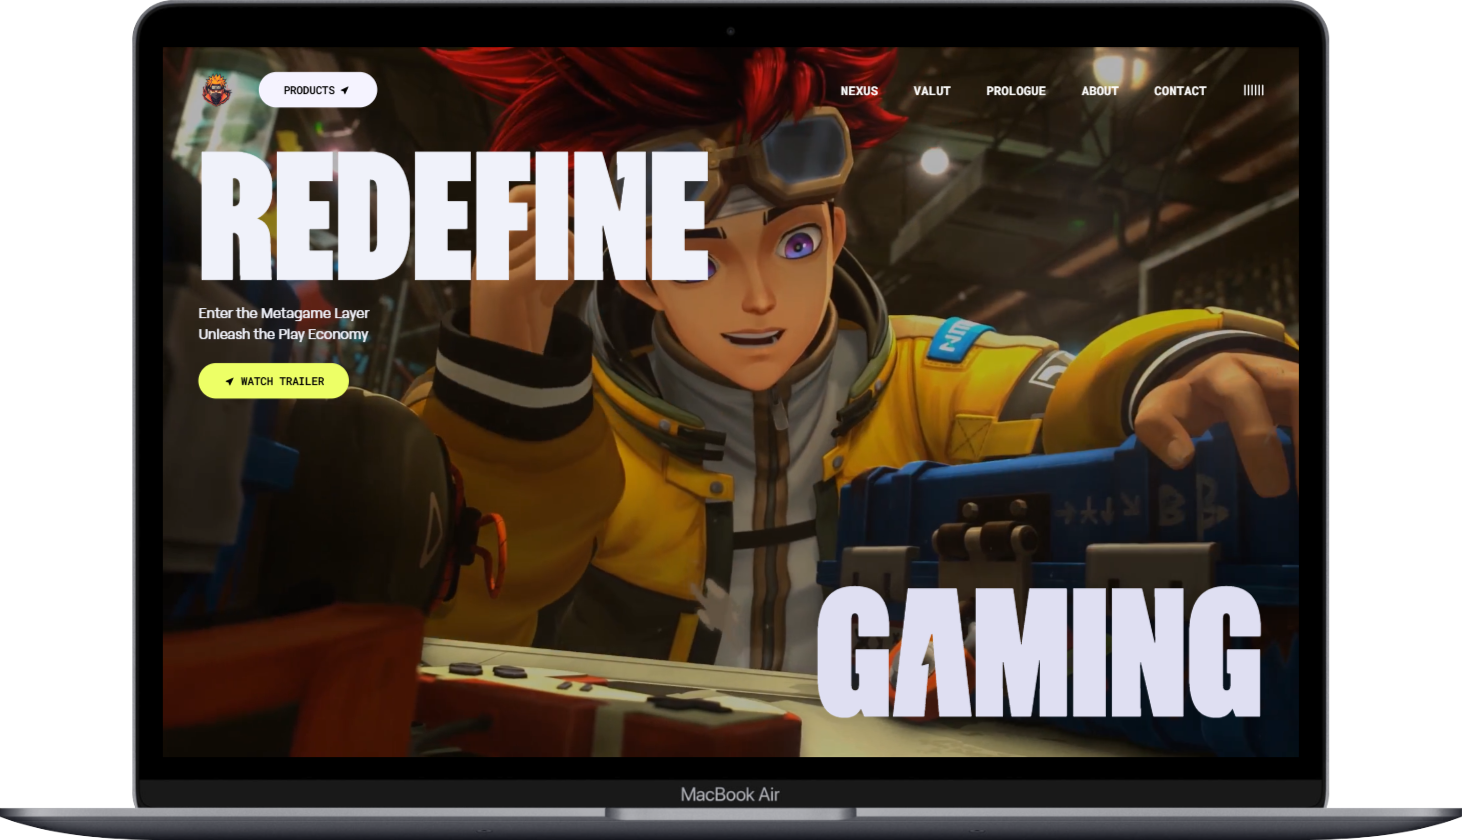 PRODUCTS
NEXUS VALUT PROLOGUE ABOUT CONTACT
REDEFINE
Enter the Metagame Layer
Unleash the Play Economy
WATCH TRAILER
BB
GAMING
MacBook Air